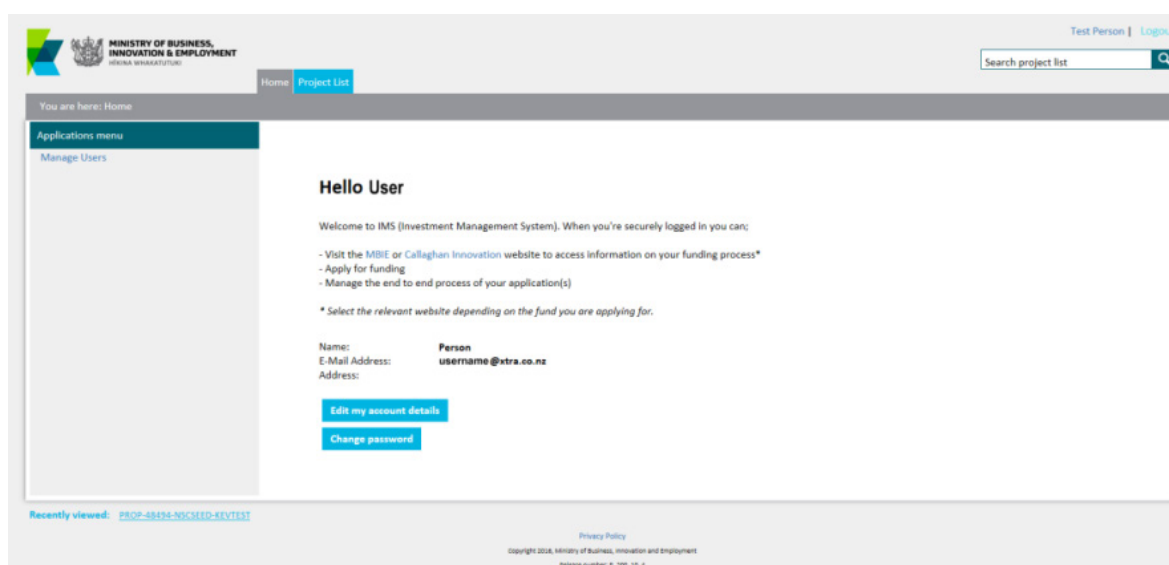 Test Person | Logou
MINISTRY OF BUSINESS,
INNOVATION & EMPLOYMENT
HĪKINA WHAKATUTUKI
Search project list
Home Project List
You are here: Home
Applications menu
Manage Users
Hello User
Welcome to IMS (Investment Management System). When you're securely logged in you can;
- Visit the MBIE or Callaghan Innovation website to access information on your funding process*
- Apply for funding
- Manage the end to end process of your application(s)
* Select the relevant website depending on the fund you are applying for.
Name: Person
E-Mail Address: username@xtra.co.nz
Address:
Edit my account details
Change password
Recently viewed: PROP-48494-NSCSEED-KEVTEST
Privacy Policy
Copyright 2016, Ministry of Business, Innovation and Employment